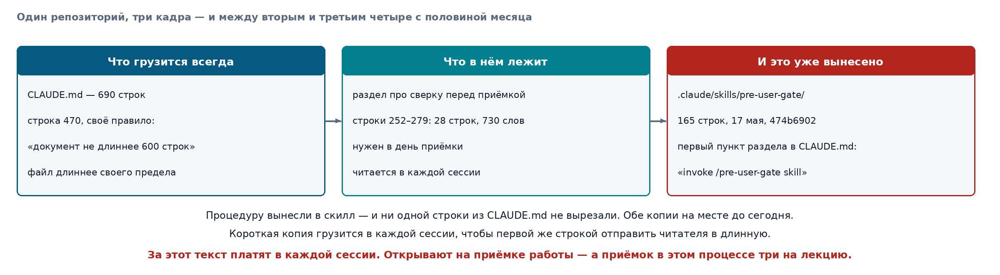 Один репозиторий, три кадра — и между вторым и третьим четыре с половиной месяца
Что грузится всегда
CLAUDE.md — 690 строк
строка 470, своё правило:
«документ не длиннее 600 строк»
файл длиннее своего предела
Что в нём лежит
раздел про сверку перед приёмкой
строки 252–279: 28 строк, 730 слов
нужен в день приёмки
читается в каждой сессии
И это уже вынесено
.claude/skills/pre-user-gate/
165 строк, 17 мая, 474b6902
первый пункт раздела в CLAUDE.md:
«invoke /pre-user-gate skill»
Процедуру вынесли в скилл — и ни одной строки из CLAUDE.md не вырезали. Обе копии на месте до сегодня.
Короткая копия грузится в каждой сессии, чтобы первой же строкой отправить читателя в длинную.
За этот текст платят в каждой сессии. Открывают на приёмке работы — а приёмок в этом процессе три на лекцию.